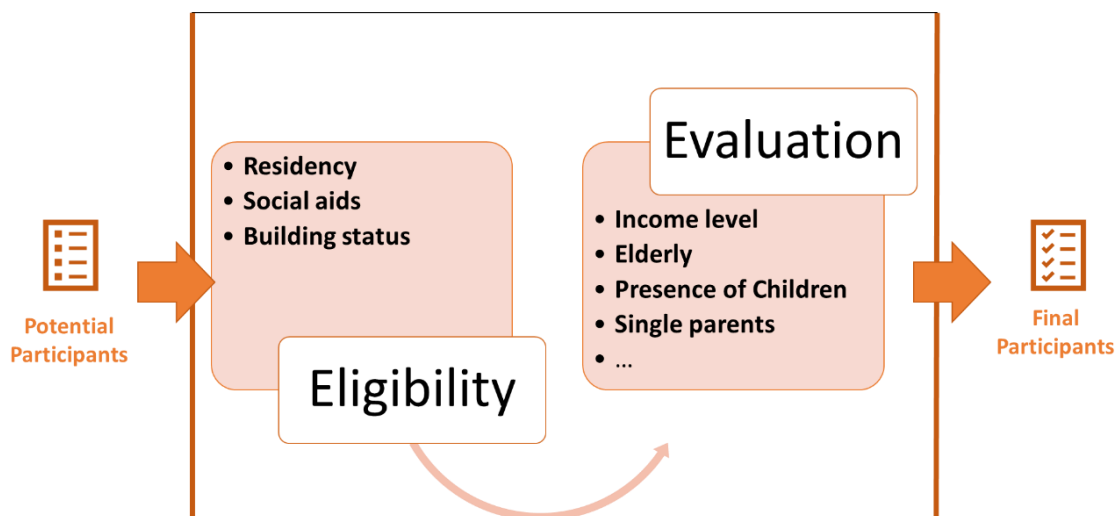 Potential
Participants
• Residency
• Social aids
• Building status
Eligibility
Evaluation
• Income level
• Elderly
• Presence of Children
• Single parents
• ...
Final
Participants